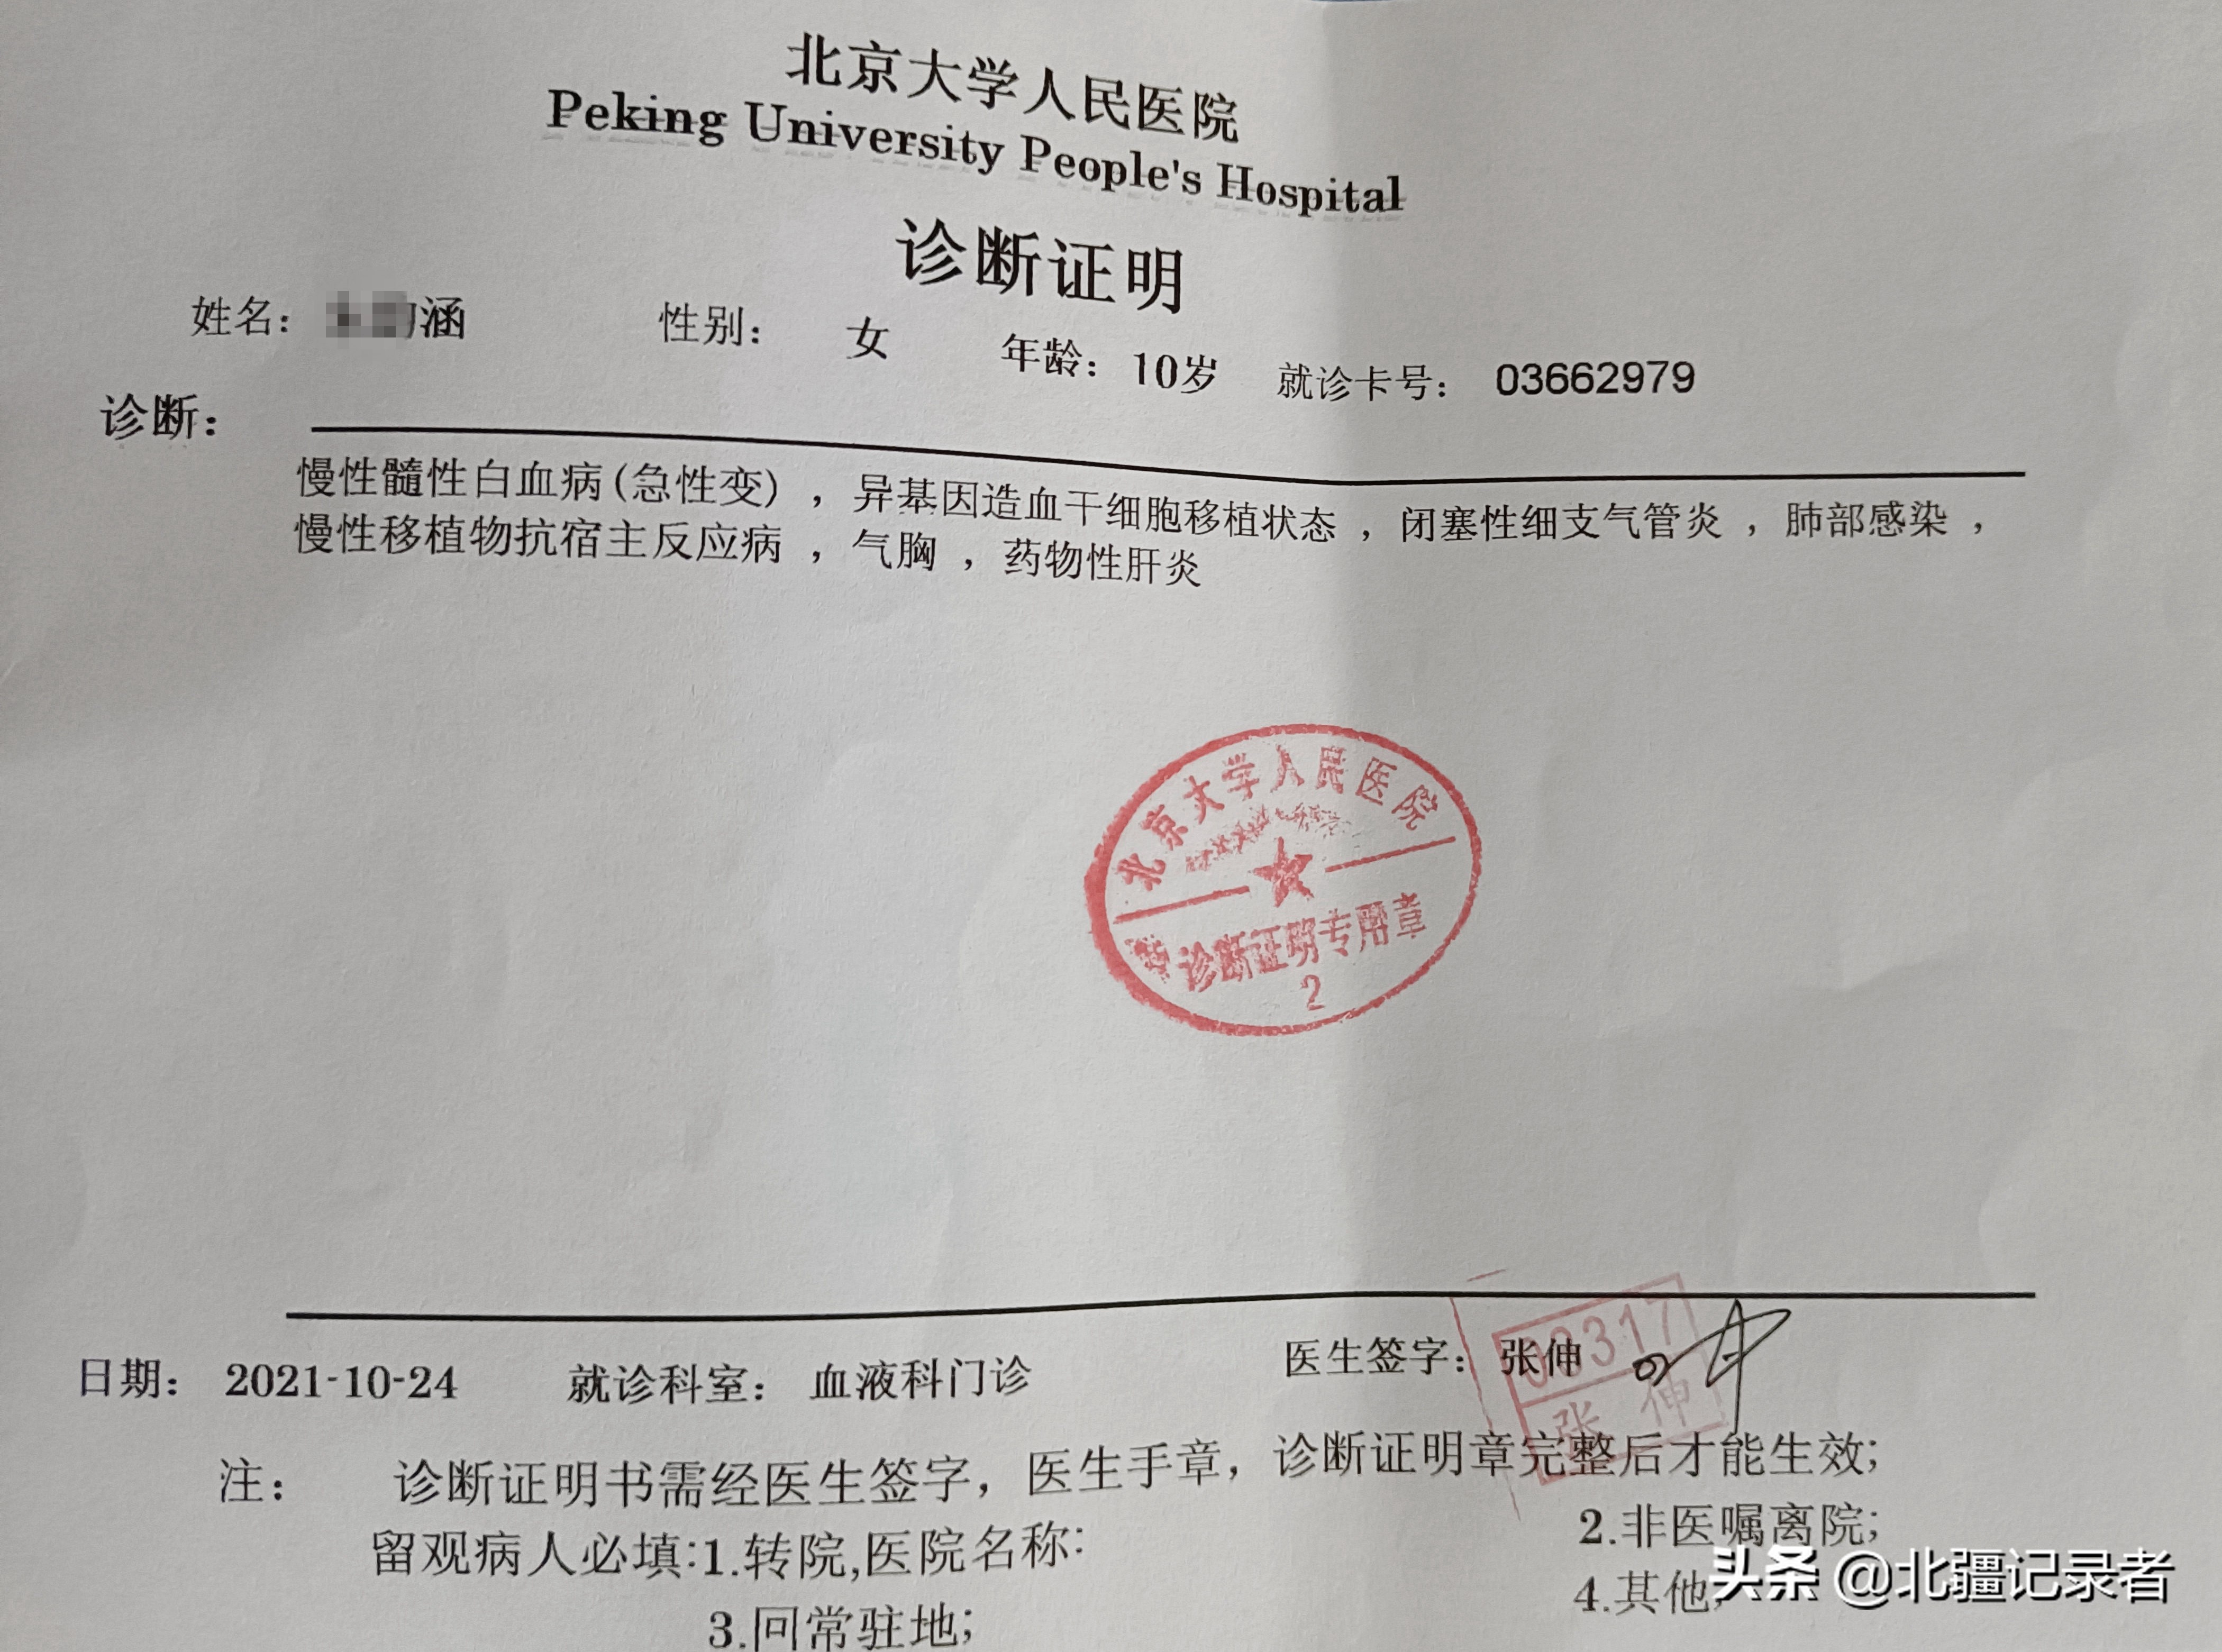 北京大学人民医院
Peking University People's Hospital
诊断证明
姓名： 涵 性别： 女 年龄： 10岁 就诊卡号： 03662979
诊断：
慢性髓性白血病(急性变) ，异基因造血干细胞移植状态 ，闭塞性细支气管炎 ，肺部感染 ，
慢性移植物抗宿主反应病 ，气胸 ，药物性肝炎
北京大学人民医院
诊断证明专用章
2
日期： 2021-10-24 就诊科室： 血液科门诊 医生签字： 张伸
00317
张伸
注： 诊断证明书需经医生签字，医生手章，诊断证明章完整后才能生效;
留观病人必填:1.转院,医院名称: 2.非医嘱离院;
3.回常驻地; 4.其他;
头条 @北疆记录者